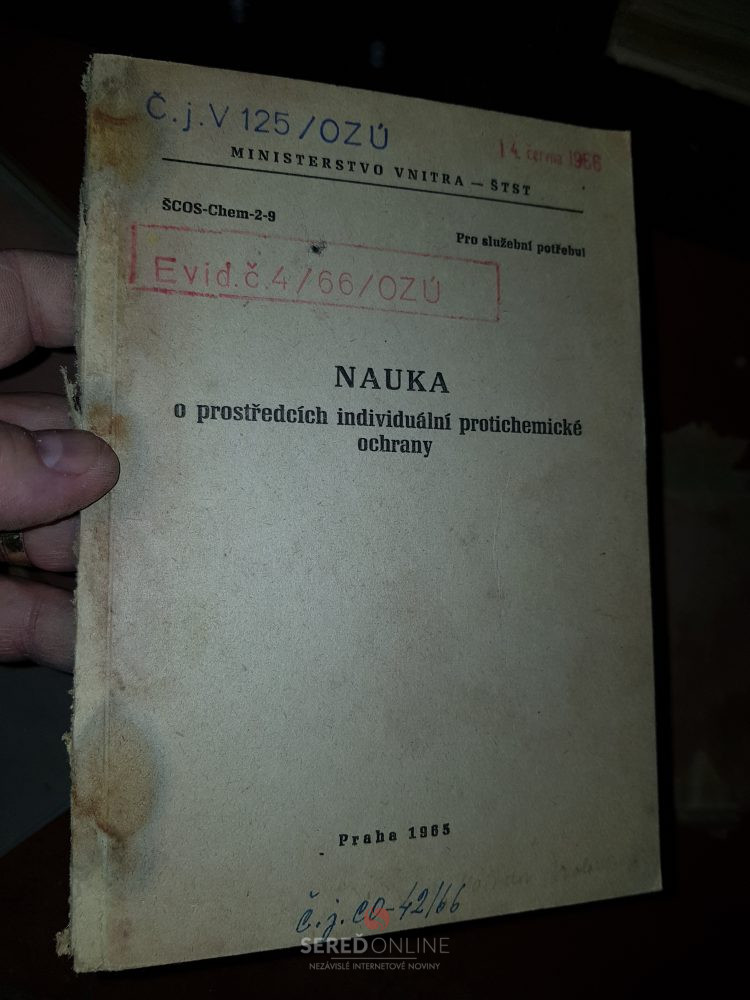 Č.j.V 125/OZÚ
14. června 1966
MINISTERSTVO VNITRA — ŠTST
ŠCOS-Chem-2-9
Pro služební potřebu!
Evid.č.4/66/OZÚ
NAUKA
o prostředcích individuální protichemické
ochrany
Praha 1965
č.j. CO-42/66
SEREĎONLINE
NEZÁVISLÉ INTERNETOVÉ NOVINY